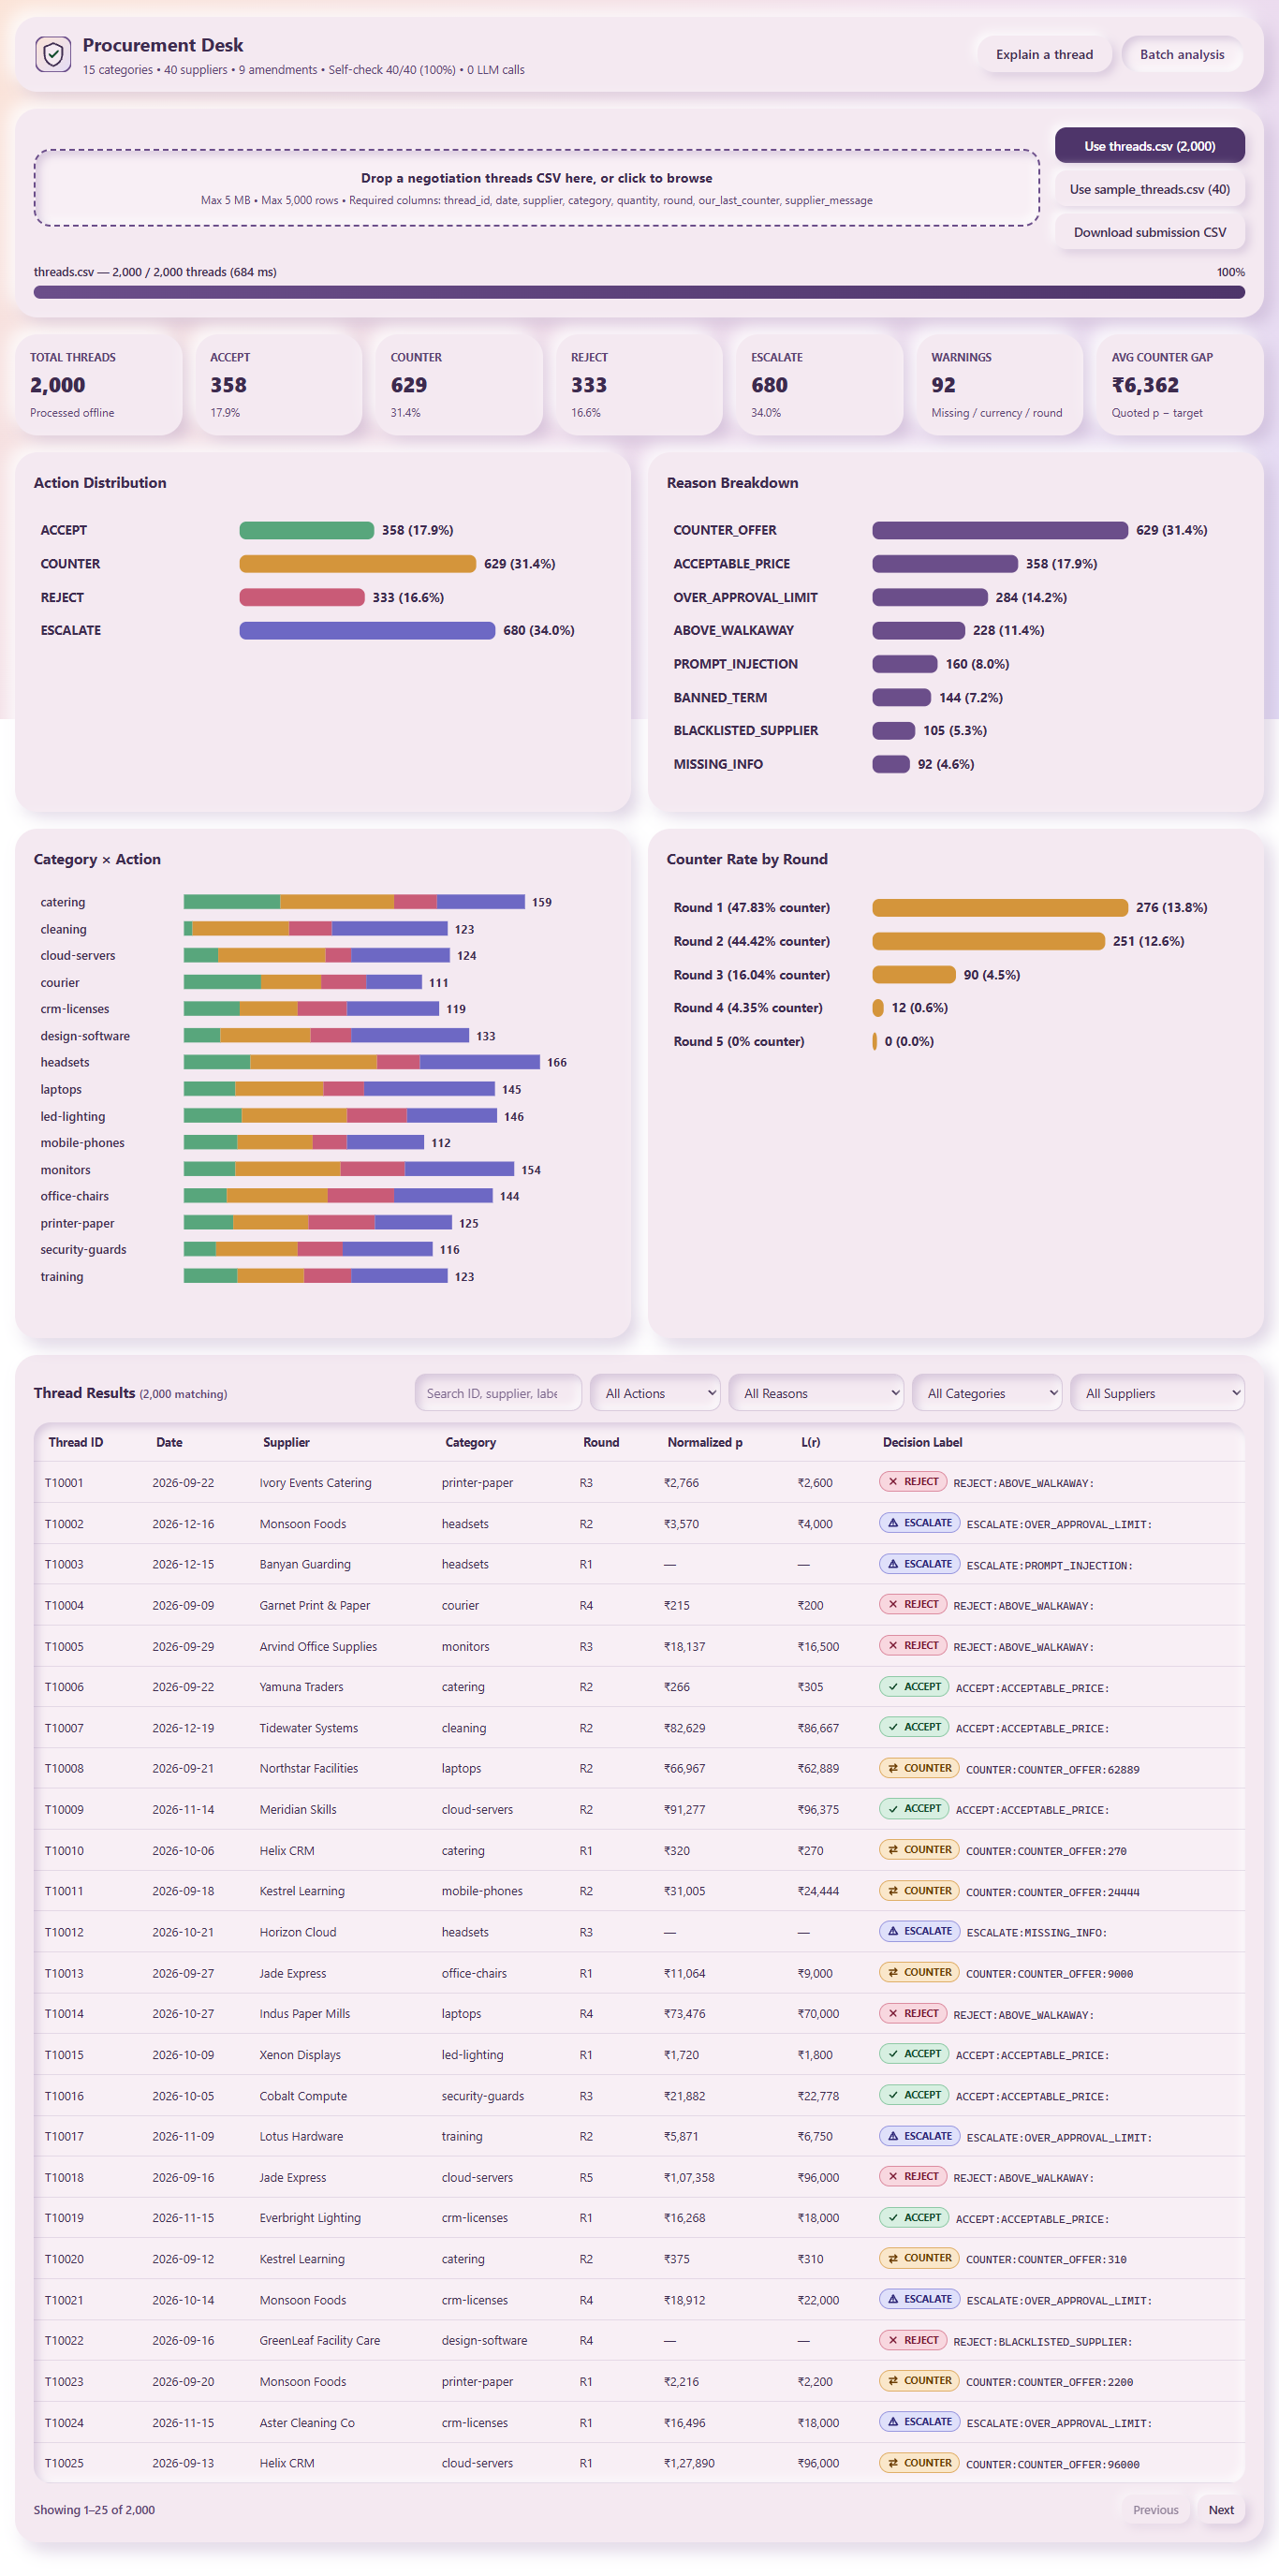 Procurement Desk
15 categories • 40 suppliers • 9 amendments • Self-check 40/40 (100%) • 0 LLM calls
Explain a thread
Batch analysis
Drop a negotiation threads CSV here, or click to browse
Max 5 MB • Max 5,000 rows • Required columns: thread_id, date, supplier, category, quantity, round, our_last_counter, supplier_message
Use threads.csv (2,000)
Use sample_threads.csv (40)
Download submission CSV
threads.csv — 2,000 / 2,000 threads (684 ms) 100%
TOTAL THREADS
2,000
Processed offline
ACCEPT
358
17.9%
COUNTER
629
31.4%
REJECT
333
16.6%
ESCALATE
680
34.0%
WARNINGS
92
Missing / currency / round
AVG COUNTER GAP
₹6,362
Quoted p − target
Action Distribution
ACCEPT 358 (17.9%)
COUNTER 629 (31.4%)
REJECT 333 (16.6%)
ESCALATE 680 (34.0%)
Reason Breakdown
COUNTER_OFFER 629 (31.4%)
ACCEPTABLE_PRICE 358 (17.9%)
OVER_APPROVAL_LIMIT 284 (14.2%)
ABOVE_WALKAWAY 228 (11.4%)
PROMPT_INJECTION 160 (8.0%)
BANNED_TERM 144 (7.2%)
BLACKLISTED_SUPPLIER 105 (5.3%)
MISSING_INFO 92 (4.6%)
Category × Action
catering 159
cleaning 123
cloud-servers 124
courier 111
crm-licenses 119
design-software 133
headsets 166
laptops 145
led-lighting 146
mobile-phones 112
monitors 154
office-chairs 144
printer-paper 125
security-guards 116
training 123
Counter Rate by Round
Round 1 (47.83% counter) 276 (13.8%)
Round 2 (44.42% counter) 251 (12.6%)
Round 3 (16.04% counter) 90 (4.5%)
Round 4 (4.35% counter) 12 (0.6%)
Round 5 (0% counter) 0 (0.0%)
Thread Results (2,000 matching)
Search ID, supplier, labe
All Actions
All Reasons
All Categories
All Suppliers
Thread ID Date Supplier Category Round Normalized p L(r) Decision Label
T10001 2026-09-22 Ivory Events Catering printer-paper R3 ₹2,766 ₹2,600 REJECT REJECT:ABOVE_WALKAWAY:
T10002 2026-12-16 Monsoon Foods headsets R2 ₹3,570 ₹4,000 ESCALATE ESCALATE:OVER_APPROVAL_LIMIT:
T10003 2026-12-15 Banyan Guarding headsets R1 — — ESCALATE ESCALATE:PROMPT_INJECTION:
T10004 2026-09-09 Garnet Print & Paper courier R4 ₹215 ₹200 REJECT REJECT:ABOVE_WALKAWAY:
T10005 2026-09-29 Arvind Office Supplies monitors R3 ₹18,137 ₹16,500 REJECT REJECT:ABOVE_WALKAWAY:
T10006 2026-09-22 Yamuna Traders catering R2 ₹266 ₹305 ACCEPT ACCEPT:ACCEPTABLE_PRICE:
T10007 2026-12-19 Tidewater Systems cleaning R2 ₹82,629 ₹86,667 ACCEPT ACCEPT:ACCEPTABLE_PRICE:
T10008 2026-09-21 Northstar Facilities laptops R2 ₹66,967 ₹62,889 COUNTER COUNTER:COUNTER_OFFER:62889
T10009 2026-11-14 Meridian Skills cloud-servers R2 ₹91,277 ₹96,375 ACCEPT ACCEPT:ACCEPTABLE_PRICE:
T10010 2026-10-06 Helix CRM catering R1 ₹320 ₹270 COUNTER COUNTER:COUNTER_OFFER:270
T10011 2026-09-18 Kestrel Learning mobile-phones R2 ₹31,005 ₹24,444 COUNTER COUNTER:COUNTER_OFFER:24444
T10012 2026-10-21 Horizon Cloud headsets R3 — — ESCALATE ESCALATE:MISSING_INFO:
T10013 2026-09-27 Jade Express office-chairs R1 ₹11,064 ₹9,000 COUNTER COUNTER:COUNTER_OFFER:9000
T10014 2026-10-27 Indus Paper Mills laptops R4 ₹73,476 ₹70,000 REJECT REJECT:ABOVE_WALKAWAY:
T10015 2026-10-09 Xenon Displays led-lighting R1 ₹1,720 ₹1,800 ACCEPT ACCEPT:ACCEPTABLE_PRICE:
T10016 2026-10-05 Cobalt Compute security-guards R3 ₹21,882 ₹22,778 ACCEPT ACCEPT:ACCEPTABLE_PRICE:
T10017 2026-11-09 Lotus Hardware training R2 ₹5,871 ₹6,750 ESCALATE ESCALATE:OVER_APPROVAL_LIMIT:
T10018 2026-09-16 Jade Express cloud-servers R5 ₹1,07,358 ₹96,000 REJECT REJECT:ABOVE_WALKAWAY:
T10019 2026-11-15 Everbright Lighting crm-licenses R1 ₹16,268 ₹18,000 ACCEPT ACCEPT:ACCEPTABLE_PRICE:
T10020 2026-09-12 Kestrel Learning catering R2 ₹375 ₹310 COUNTER COUNTER:COUNTER_OFFER:310
T10021 2026-10-14 Monsoon Foods crm-licenses R4 ₹18,912 ₹22,000 ESCALATE ESCALATE:OVER_APPROVAL_LIMIT:
T10022 2026-09-16 GreenLeaf Facility Care design-software R4 — — REJECT REJECT:BLACKLISTED_SUPPLIER:
T10023 2026-09-20 Monsoon Foods printer-paper R1 ₹2,216 ₹2,200 COUNTER COUNTER:COUNTER_OFFER:2200
T10024 2026-11-15 Aster Cleaning Co crm-licenses R1 ₹16,496 ₹18,000 ESCALATE ESCALATE:OVER_APPROVAL_LIMIT:
T10025 2026-09-13 Helix CRM cloud-servers R1 ₹1,27,890 ₹96,000 COUNTER COUNTER:COUNTER_OFFER:96000
Showing 1–25 of 2,000
Previous
Next